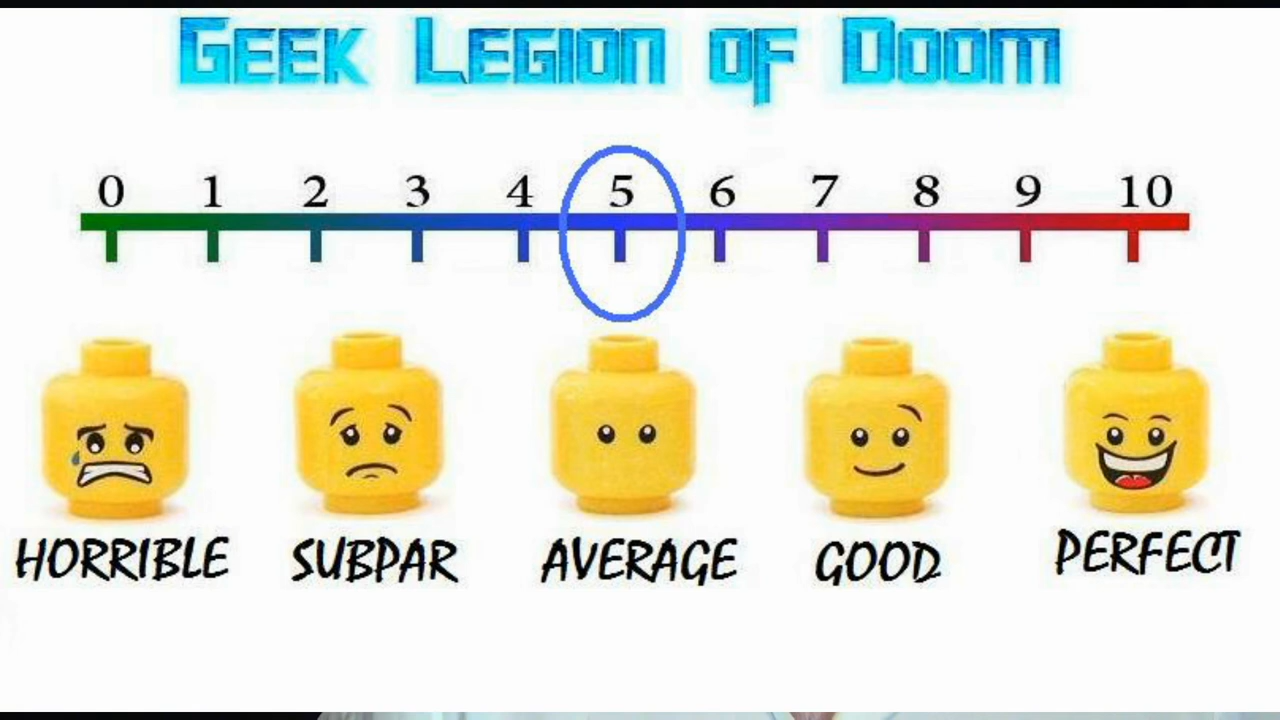 Geek Legion of Doom
0 1 2 3 4 5 6 7 8 9 10
HORRIBLE SUBPAR AVERAGE GOOD PERFECT